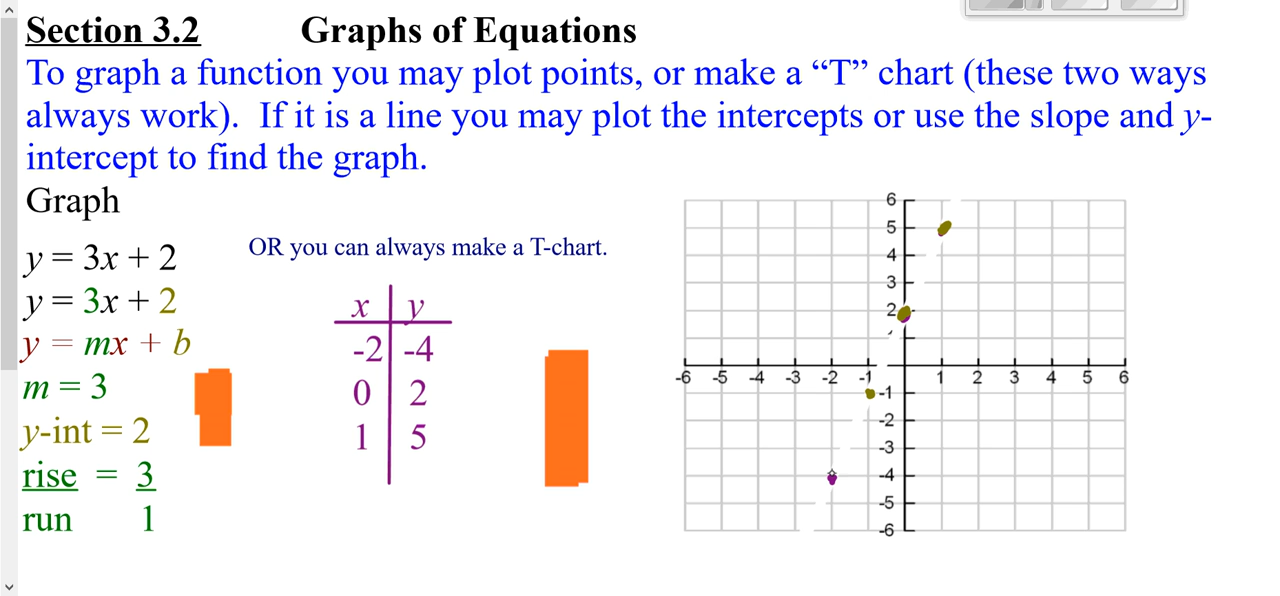 Section 3.2 Graphs of Equations
To graph a function you may plot points, or make a “T” chart (these two ways
always work). If it is a line you may plot the intercepts or use the slope and y-
intercept to find the graph.
Graph
y = 3x + 2
OR you can always make a T-chart.
y = 3x + 2
y = mx + b
m = 3
y-int = 2
rise = 3
run 1
x y
-2 -4
0 2
1 5
6
5
4
3
2
-6 -5 -4 -3 -2 -1 1 2 3 4 5 6
-1
-2
-3
-4
-5
-6